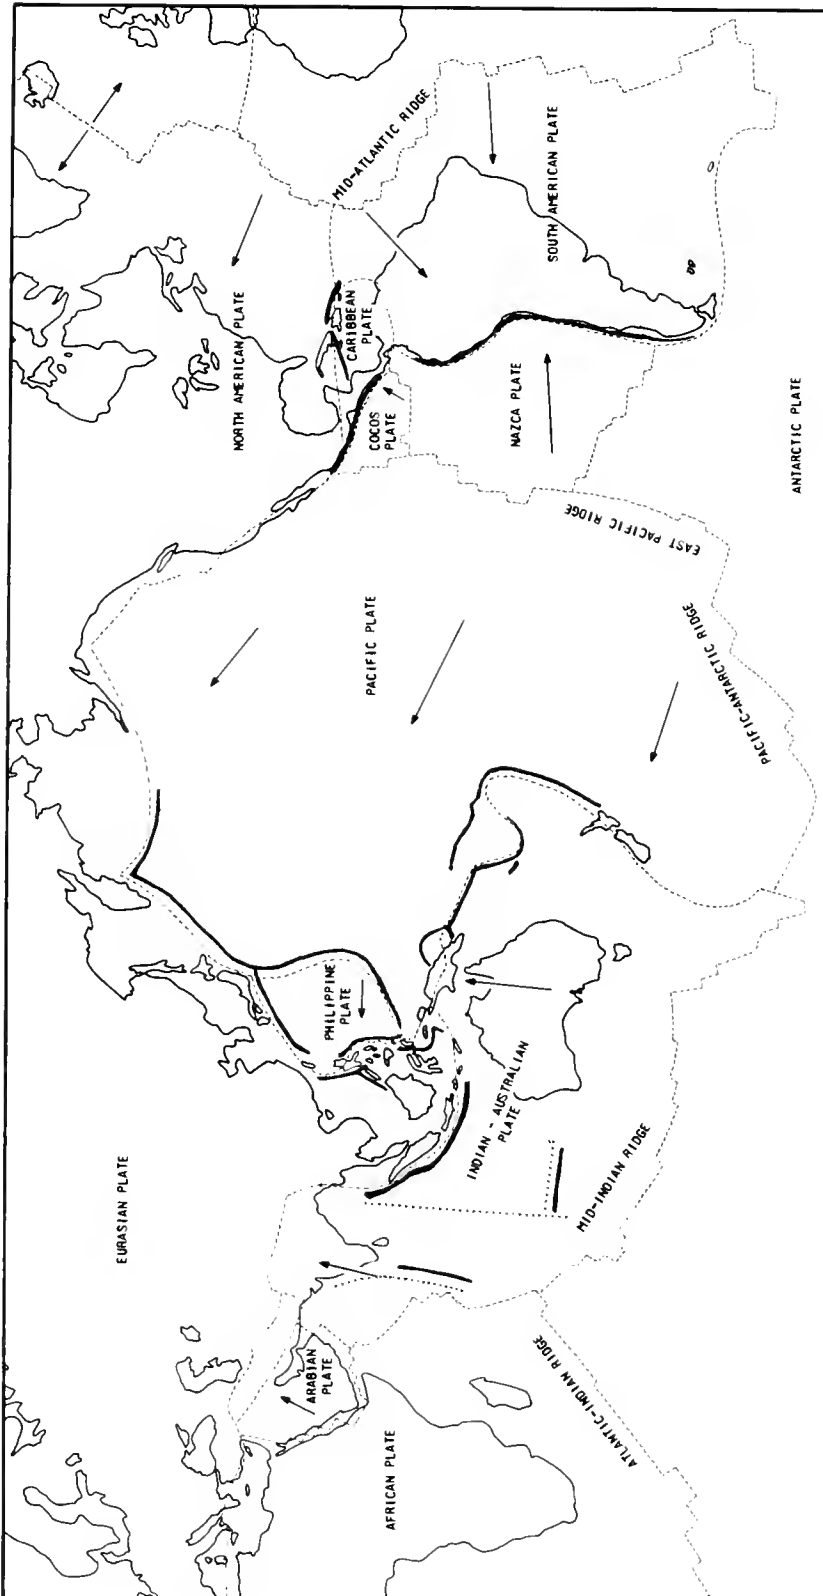 EURASIAN PLATE
NORTH AMERICAN PLATE
ARABIAN
PLATE
PHILIPPINE
PLATE
CARIBBEAN
PLATE
MID-ATLANTIC RIDGE
PACIFIC PLATE
COCOS
PLATE
AFRICAN PLATE
INDIAN - AUSTRALIAN
PLATE
NAZCA PLATE
SOUTH AMERICAN PLATE
ATLANTIC-INDIAN RIDGE
MID-INDIAN RIDGE
EAST PACIFIC RIDGE
PACIFIC-ANTARCTIC RIDGE
ANTARCTIC PLATE